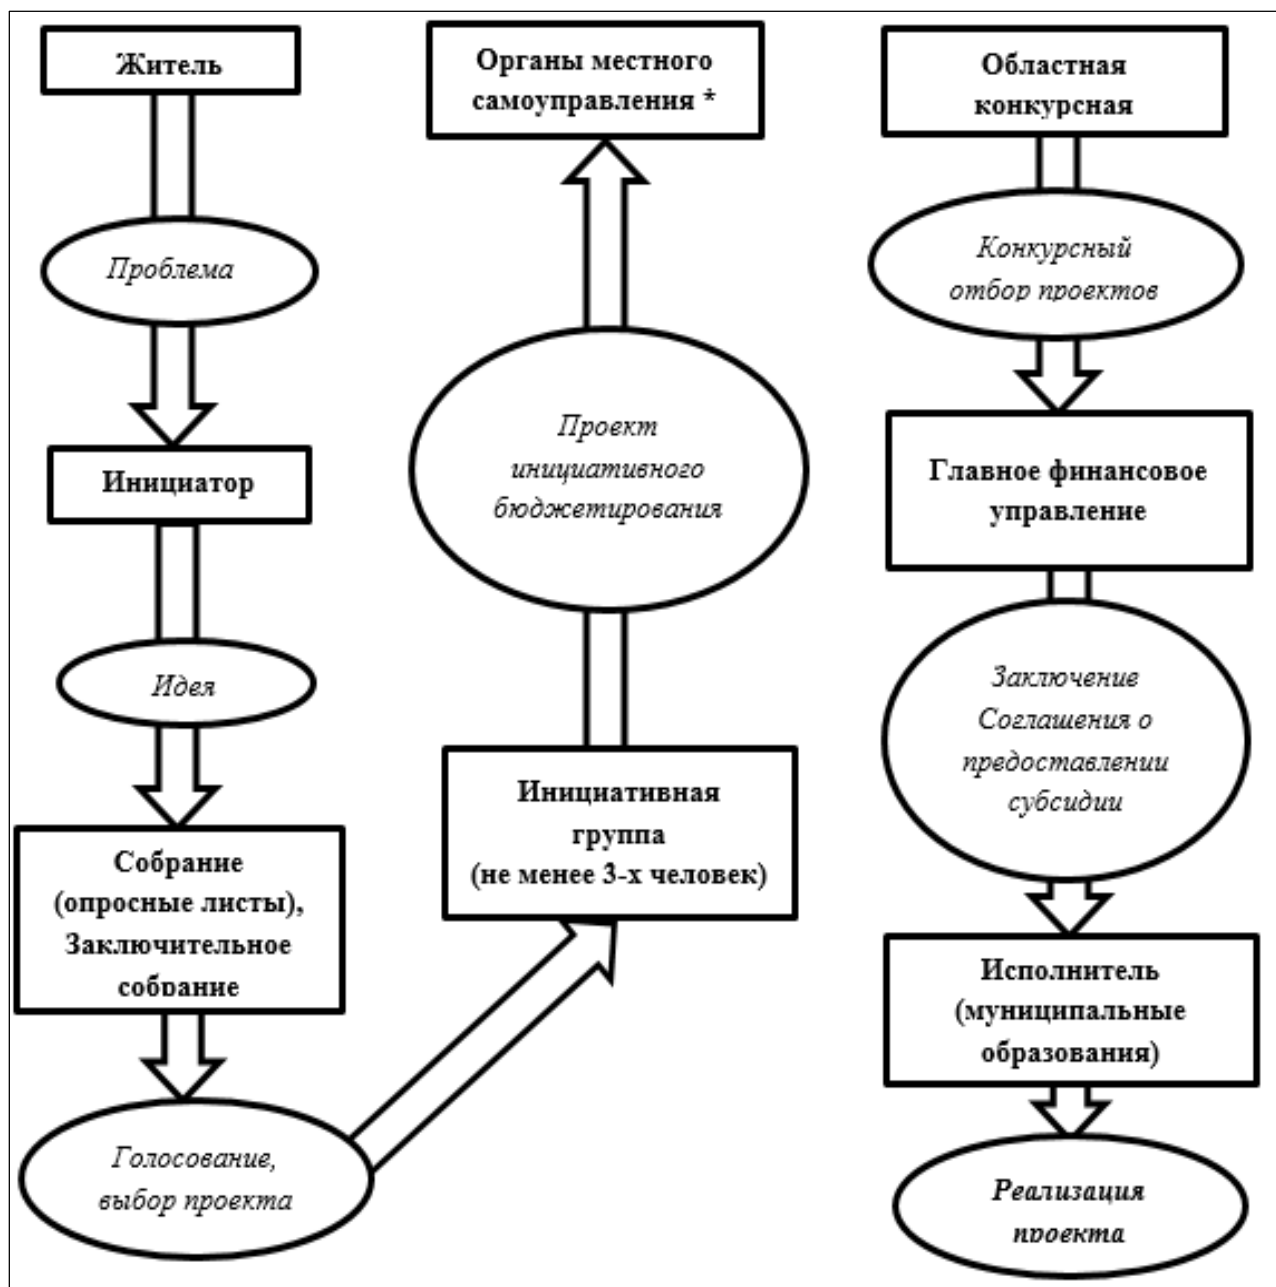 Житель
Проблема
Инициатор
Идея
Собрание
(опросные листы),
Заключительное
собрание
Голосование,
выбор проекта
Органы местного
самоуправления *
Проект
инициативного
бюджетирования
Инициативная
группа
(не менее 3-х человек)
Областная
конкурсная
Конкурсный
отбор проектов
Главное финансовое
управление
Заключение
Соглашения о
предоставлении
субсидии
Исполнитель
(муниципальные
образования)
Реализация
проекта